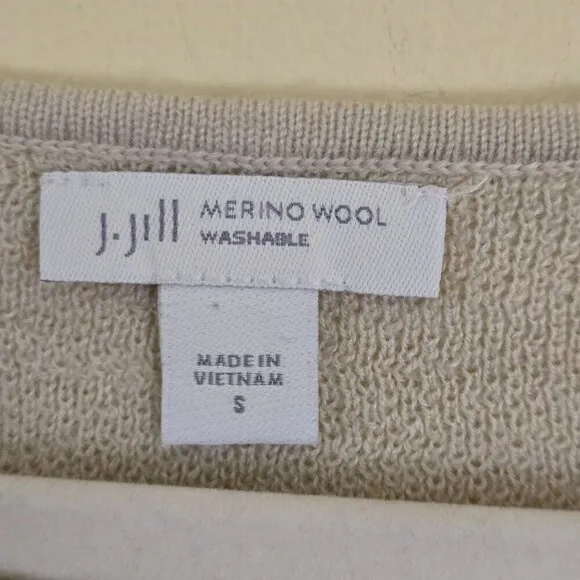 J.Jill MERINO WOOL
WASHABLE
MADE IN
VIETNAM
S